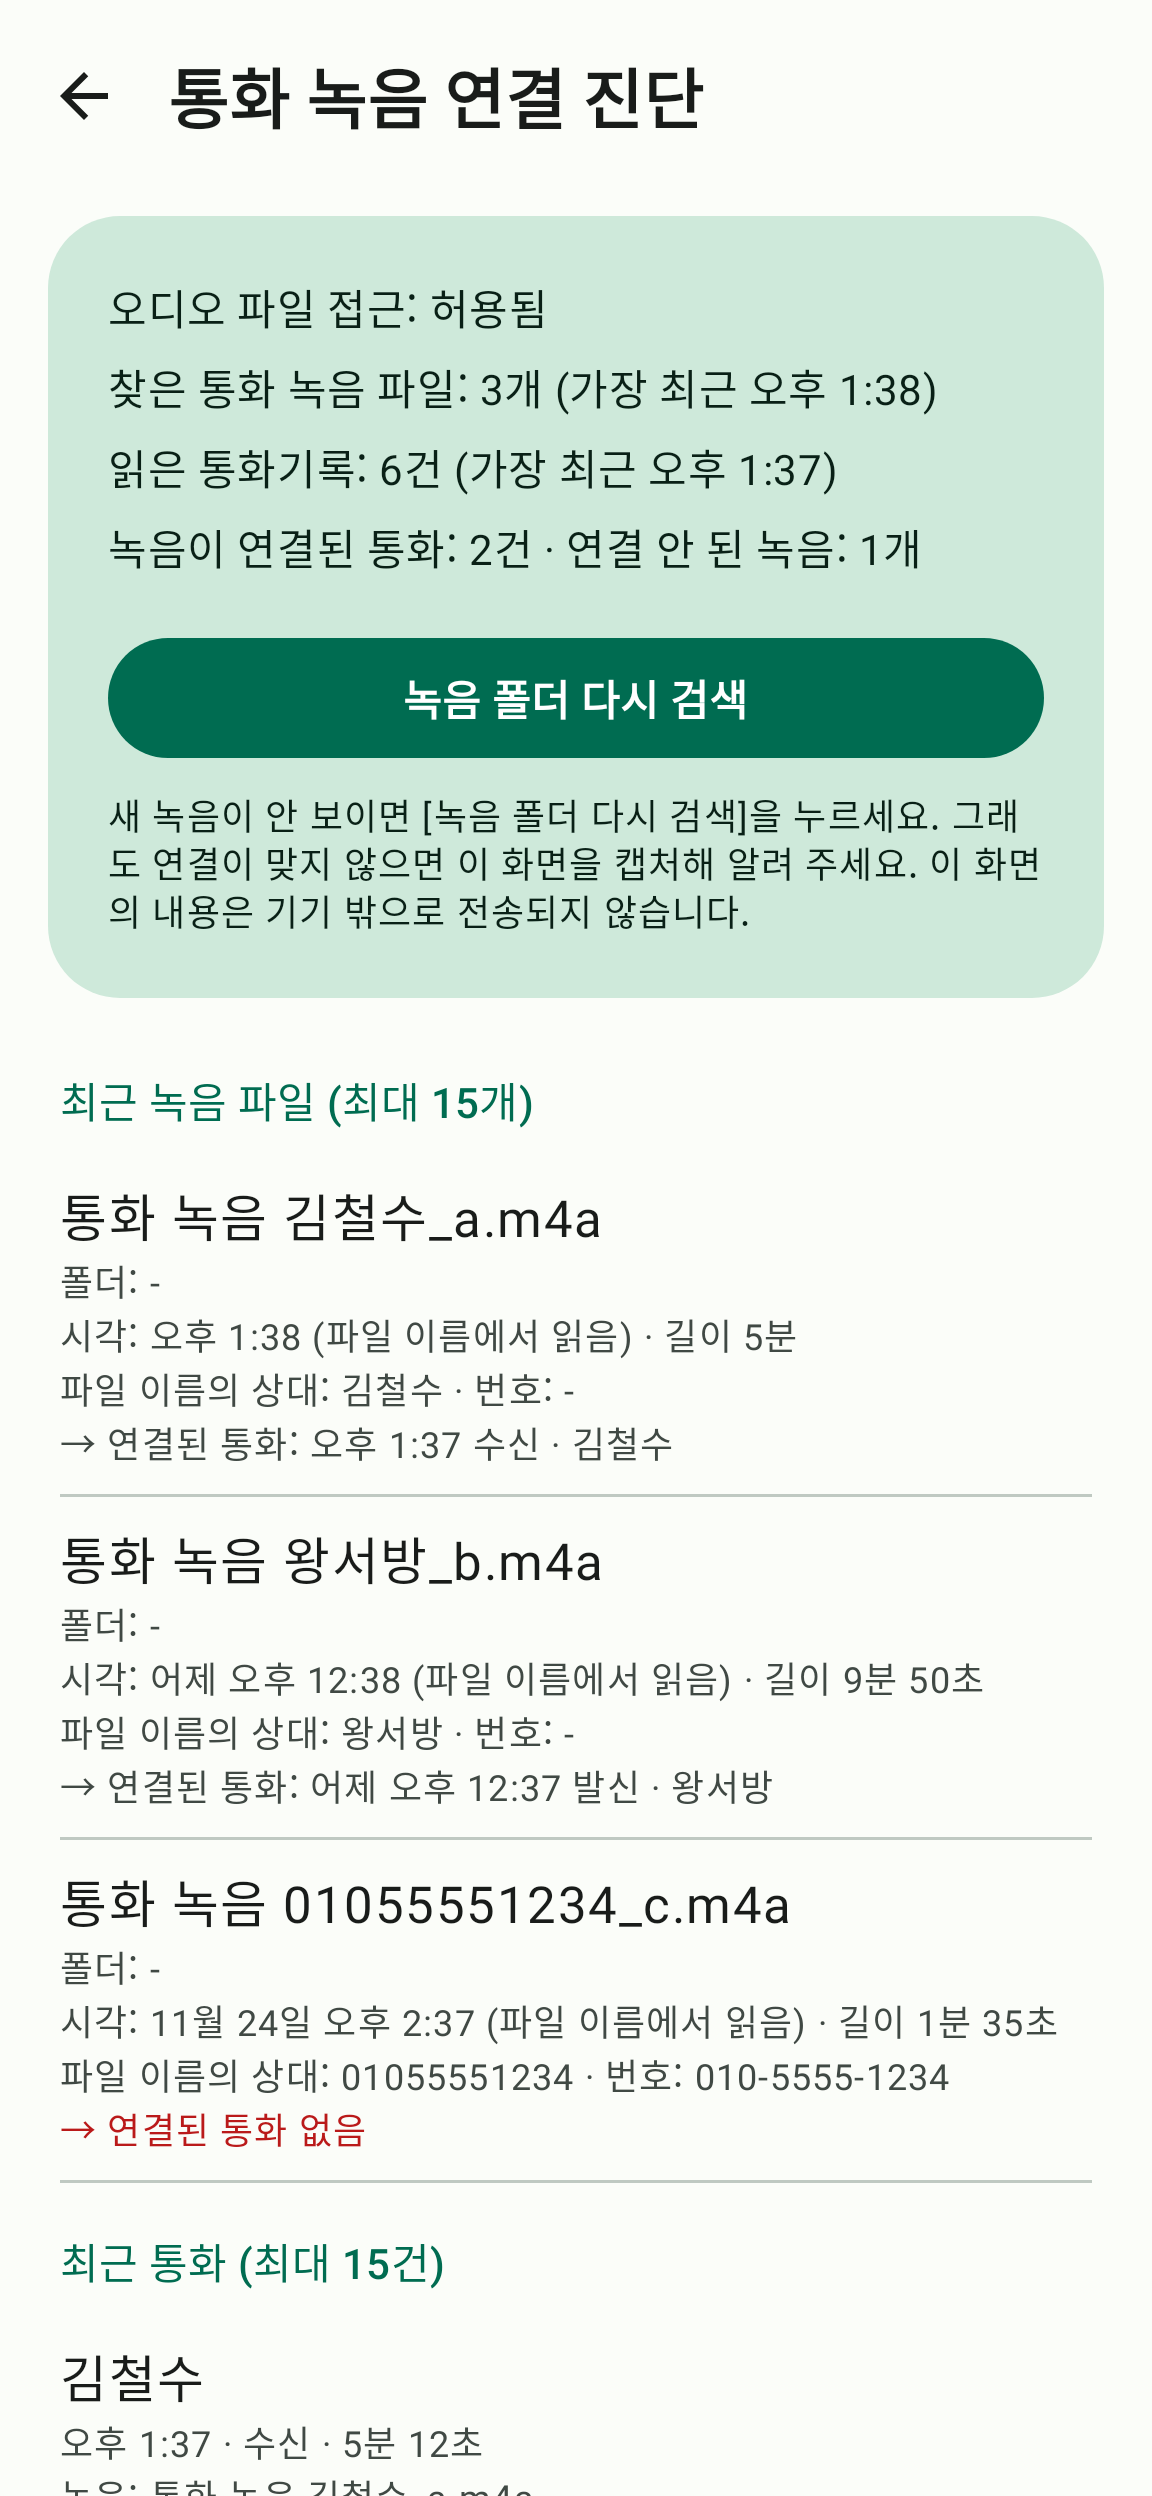 통화 녹음 연결 진단
오디오 파일 접근: 허용됨
찾은 통화 녹음 파일: 3개 (가장 최근 오후 1:38)
읽은 통화기록: 6건 (가장 최근 오후 1:37)
녹음이 연결된 통화: 2건 · 연결 안 된 녹음: 1개
녹음 폴더 다시 검색
새 녹음이 안 보이면 [녹음 폴더 다시 검색]을 누르세요. 그래
도 연결이 맞지 않으면 이 화면을 캡처해 알려 주세요. 이 화면
의 내용은 기기 밖으로 전송되지 않습니다.
최근 녹음 파일 (최대 15개)
통화 녹음 김철수_a.m4a
폴더: -
시각: 오후 1:38 (파일 이름에서 읽음) · 길이 5분
파일 이름의 상대: 김철수 · 번호: -
→ 연결된 통화: 오후 1:37 수신 · 김철수
통화 녹음 왕서방_b.m4a
폴더: -
시각: 어제 오후 12:38 (파일 이름에서 읽음) · 길이 9분 50초
파일 이름의 상대: 왕서방 · 번호: -
→ 연결된 통화: 어제 오후 12:37 발신 · 왕서방
통화 녹음 01055551234_c.m4a
폴더: -
시각: 11월 24일 오후 2:37 (파일 이름에서 읽음) · 길이 1분 35초
파일 이름의 상대: 01055551234 · 번호: 010-5555-1234
→ 연결된 통화 없음
최근 통화 (최대 15건)
김철수
오후 1:37 · 수신 · 5분 12초
녹음: 통화 녹음 김철수_a.m4a